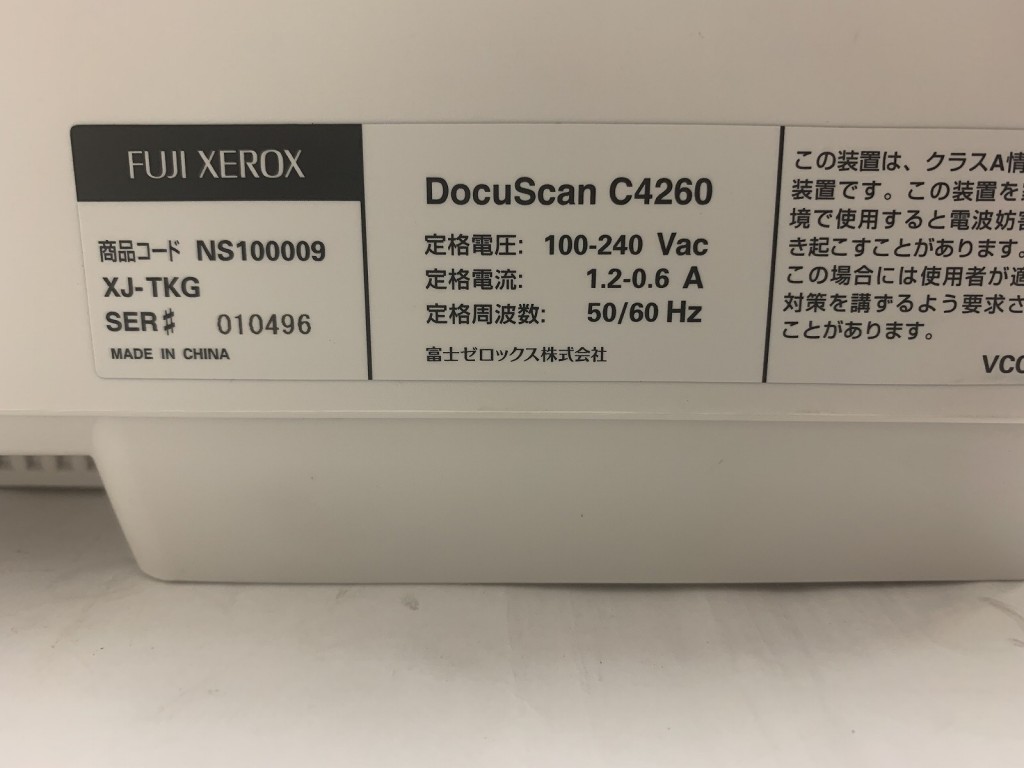 FUJI XEROX
商品コード NS100009
XJ-TKG
SER# 010496
MADE IN CHINA
DocuScan C4260
定格電圧: 100-240 Vac
定格電流: 1.2-0.6 A
定格周波数: 50/60 Hz
富士ゼロックス株式会社
この装置は、クラスA情
装置です。この装置を
境で使用すると電波妨害
き起こすことがあります。
この場合には使用者が適
対策を講ずるよう要求さ
ことがあります。
VCC